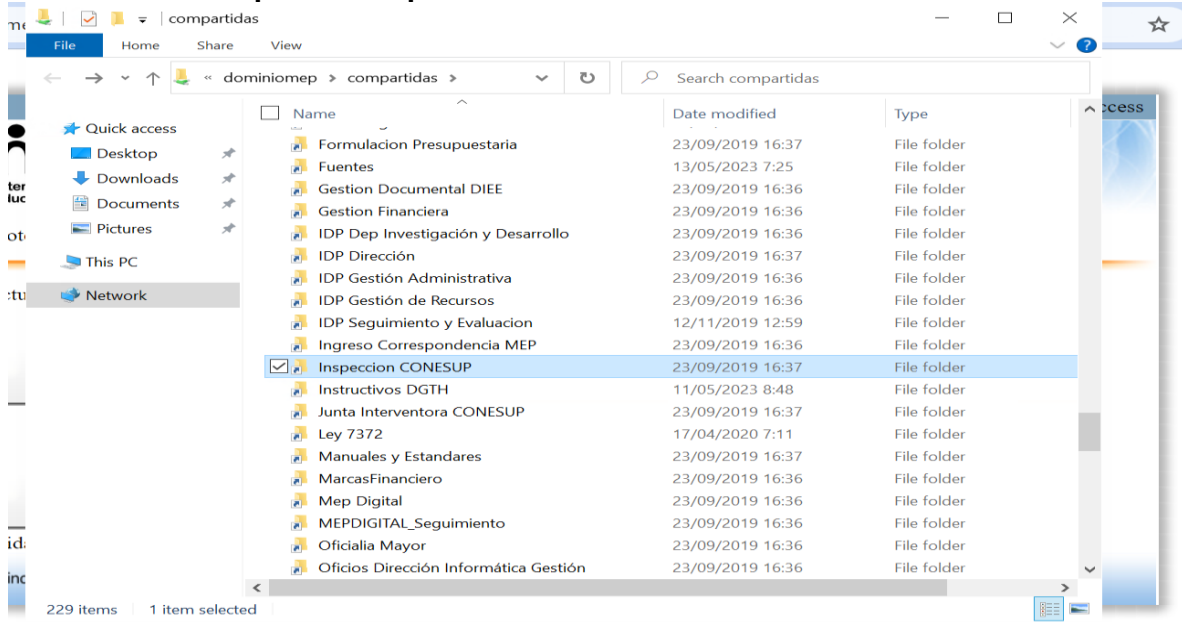 compartidas
File Home Share View
« dominiomep > compartidas >
Search compartidas
Name Date modified Type
ccess
Quick access
Desktop
Downloads
Documents
Pictures
This PC
Network
Formulacion Presupuestaria 23/09/2019 16:37 File folder
Fuentes 13/05/2023 7:25 File folder
Gestion Documental DIEE 23/09/2019 16:36 File folder
Gestion Financiera 23/09/2019 16:36 File folder
IDP Dep Investigación y Desarrollo 23/09/2019 16:36 File folder
IDP Dirección 23/09/2019 16:37 File folder
IDP Gestión Administrativa 23/09/2019 16:36 File folder
IDP Gestión de Recursos 23/09/2019 16:36 File folder
IDP Seguimiento y Evaluacion 12/11/2019 12:59 File folder
Ingreso Correspondencia MEP 23/09/2019 16:36 File folder
Inspeccion CONESUP 23/09/2019 16:37 File folder
Instructivos DGTH 11/05/2023 8:48 File folder
Junta Interventora CONESUP 23/09/2019 16:37 File folder
Ley 7372 17/04/2020 7:11 File folder
Manuales y Estandares 23/09/2019 16:37 File folder
MarcasFinanciero 23/09/2019 16:36 File folder
Mep Digital 23/09/2019 16:36 File folder
MEPDIGITAL_Seguimiento 23/09/2019 16:36 File folder
Oficialia Mayor 23/09/2019 16:36 File folder
Oficios Dirección Informática Gestión 23/09/2019 16:36 File folder
229 items 1 item selected